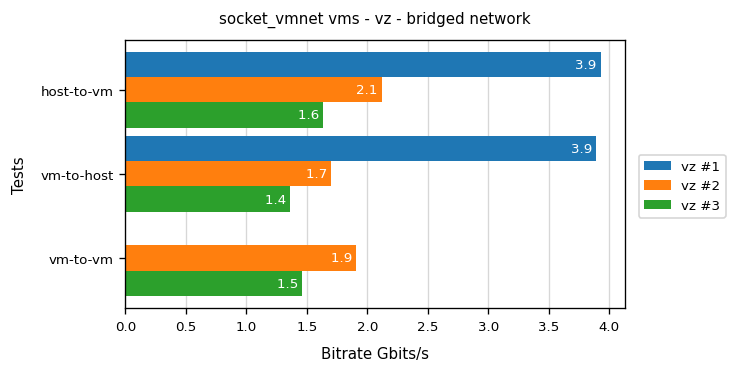 socket_vmnet vms - vz - bridged network
Tests
host-to-vm
3.9
2.1
1.6
vm-to-host
3.9
1.7
1.4
vm-to-vm
1.9
1.5
vz #1
vz #2
vz #3
0.0 0.5 1.0 1.5 2.0 2.5 3.0 3.5 4.0
Bitrate Gbits/s